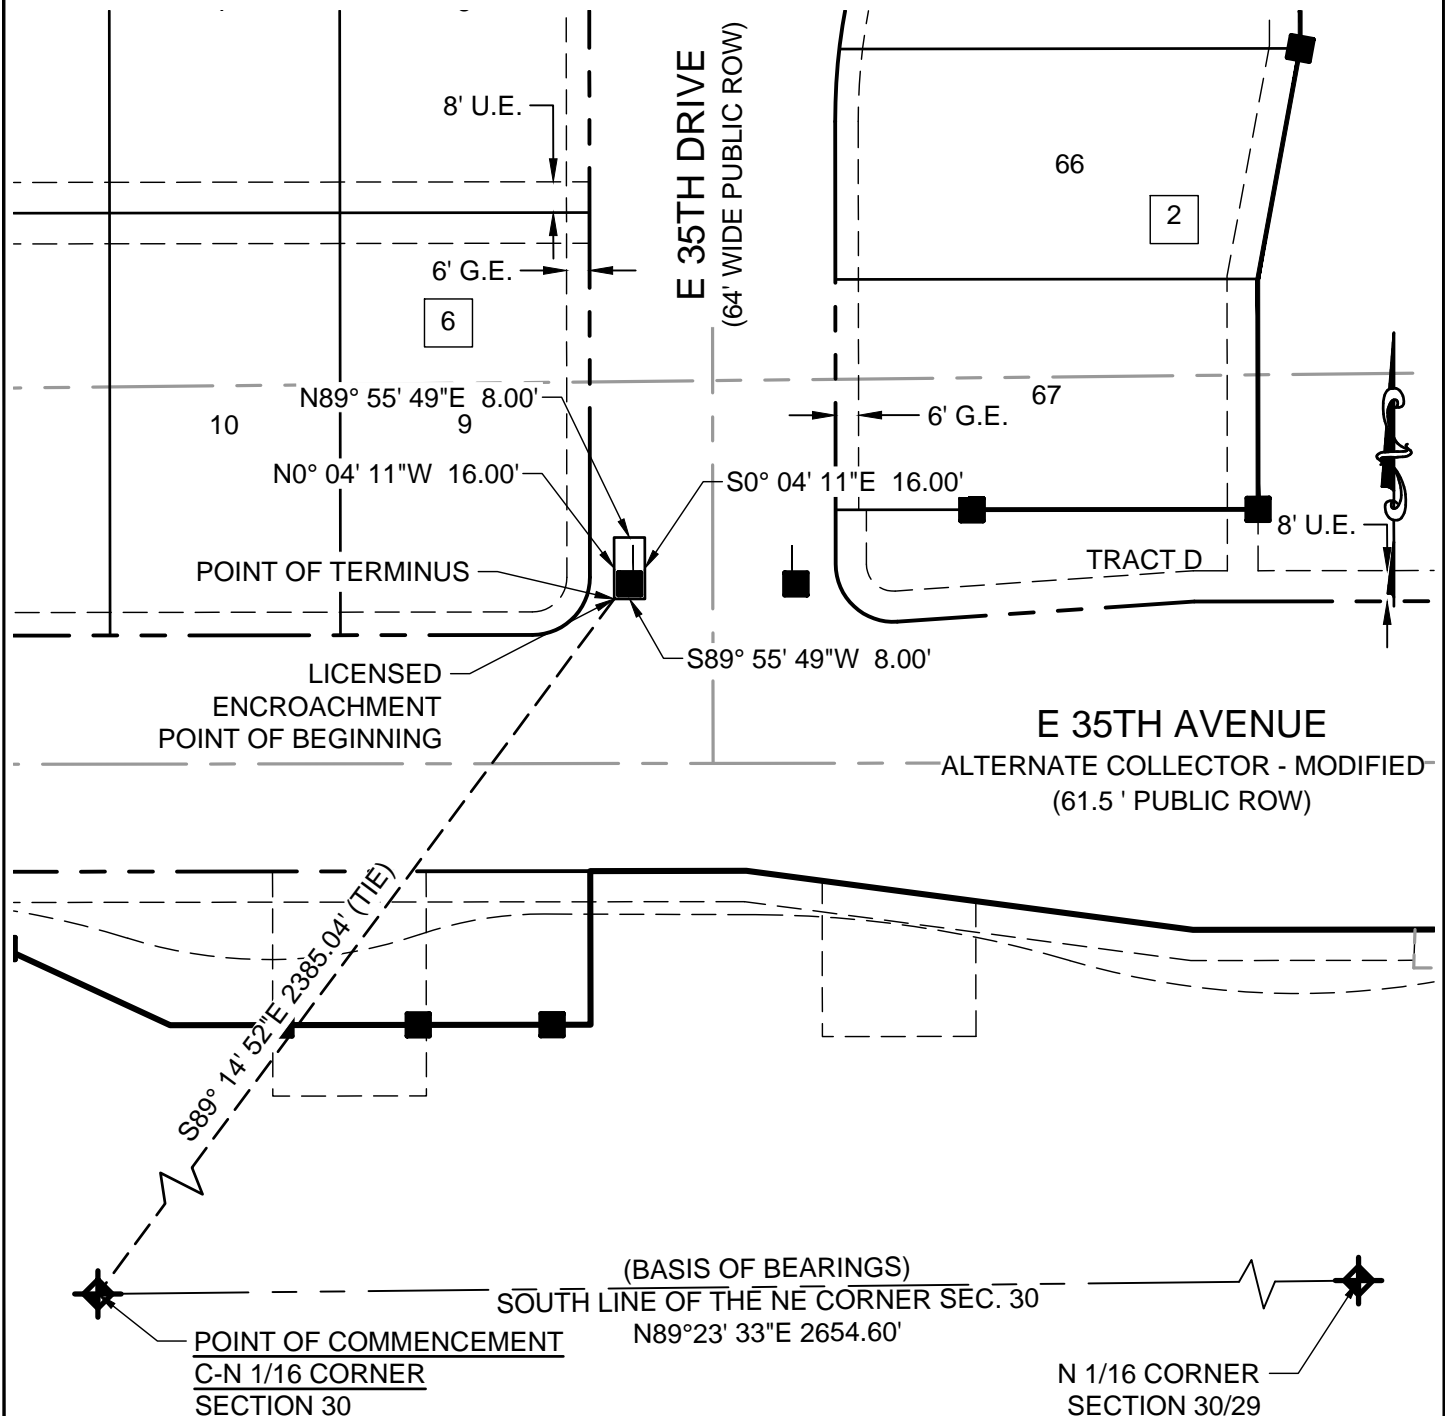 8' U.E.
E 35TH DRIVE
(64' WIDE PUBLIC ROW)
66
2
6' G.E.
6
N89° 55' 49"E 8.00'
10
9
67
6' G.E.
N0° 04' 11"W 16.00'
S0° 04' 11"E 16.00'
8' U.E.
POINT OF TERMINUS
TRACT D
LICENSED
ENCROACHMENT
POINT OF BEGINNING
S89° 55' 49"W 8.00'
E 35TH AVENUE
ALTERNATE COLLECTOR - MODIFIED
(61.5 ' PUBLIC ROW)
S89° 14' 52"E 2385.04' (TIE)
(BASIS OF BEARINGS)
SOUTH LINE OF THE NE CORNER SEC. 30
N89°23' 33"E 2654.60'
POINT OF COMMENCEMENT
C-N 1/16 CORNER
SECTION 30
N 1/16 CORNER
SECTION 30/29